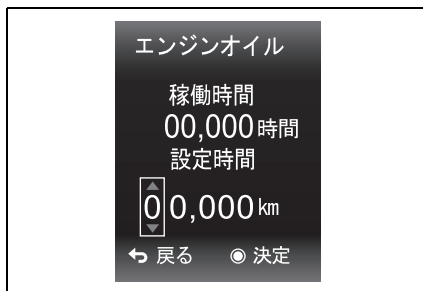 エンジンオイル
稼働時間
00,000時間
設定時間
00,000km
戻る 決定